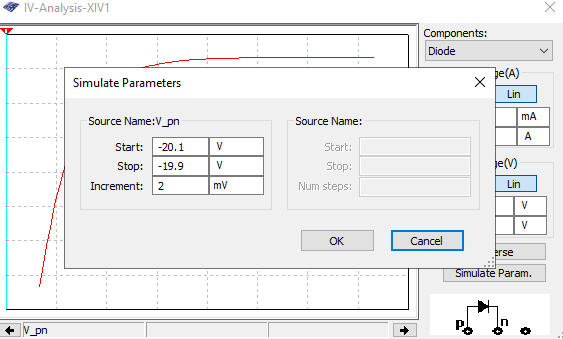 IV-Analysis-XIV1
Components:
Diode
Simulate Parameters
ge(A)
Lin
mA
A
Source Name:V_pn
Start: -20.1 V
Stop: -19.9 V
Increment: 2 mV
Source Name:
Start:
Stop:
Num steps:
ge(V)
Lin
V
V
OK
Cancel
erse
Simulate Param.
p n
V_pn